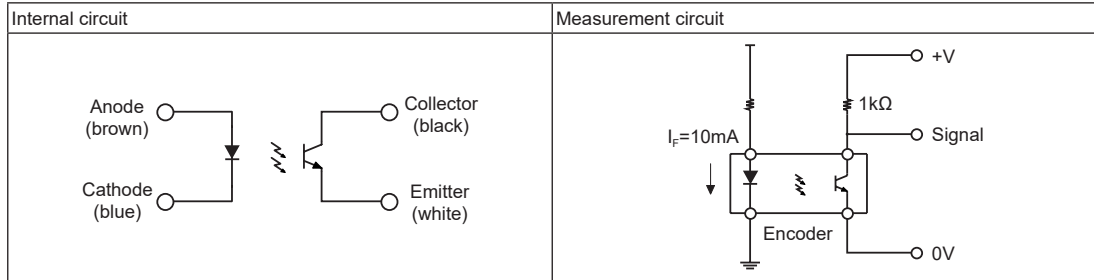 Internal circuit
Measurement circuit
Anode
(brown)
Cathode
(blue)
Collector
(black)
Emitter
(white)
+V
1kΩ
Signal
I_F=10mA
Encoder
0V